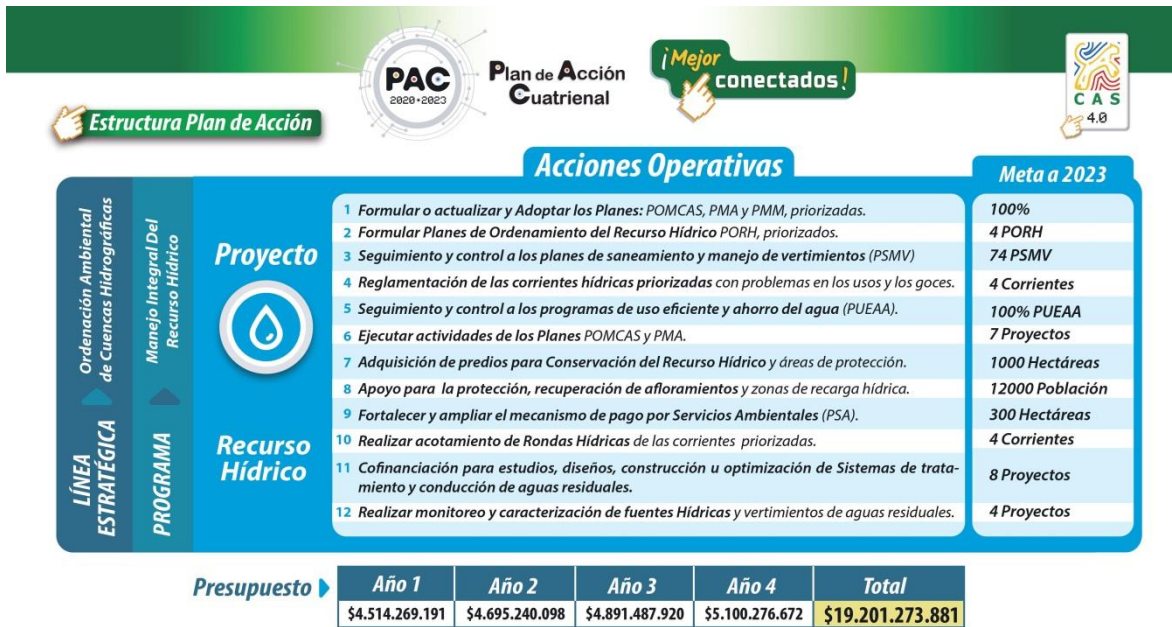 PAC
2020•2023
Plan de Acción
Cuatrienal
¡Mejor
conectados!
CAS
4.0
Estructura Plan de Acción
LÍNEA
ESTRATÉGICA
Ordenación Ambiental
de Cuencas Hidrográficas
PROGRAMA
Manejo Integral Del
Recurso Hídrico
Proyecto
Recurso
Hídrico
Acciones Operativas Meta a 2023
1 Formular o actualizar y Adoptar los Planes: POMCAS, PMA y PMM, priorizadas. 100%
2 Formular Planes de Ordenamiento del Recurso Hídrico PORH, priorizados. 4 PORH
3 Seguimiento y control a los planes de saneamiento y manejo de vertimientos (PSMV) 74 PSMV
4 Reglamentación de las corrientes hídricas priorizadas con problemas en los usos y los goces. 4 Corrientes
5 Seguimiento y control a los programas de uso eficiente y ahorro del agua (PUEAA). 100% PUEAA
6 Ejecutar actividades de los Planes POMCAS y PMA. 7 Proyectos
7 Adquisición de predios para Conservación del Recurso Hídrico y áreas de protección. 1000 Hectáreas
8 Apoyo para la protección, recuperación de afloramientos y zonas de recarga hídrica. 12000 Población
9 Fortalecer y ampliar el mecanismo de pago por Servicios Ambientales (PSA). 300 Hectáreas
10 Realizar acotamiento de Rondas Hídricas de las corrientes priorizadas. 4 Corrientes
11 Cofinanciación para estudios, diseños, construcción u optimización de Sistemas de trata-
miento y conducción de aguas residuales. 8 Proyectos
12 Realizar monitoreo y caracterización de fuentes Hídricas y vertimientos de aguas residuales. 4 Proyectos
Presupuesto Año 1 Año 2 Año 3 Año 4 Total
$4.514.269.191 $4.695.240.098 $4.891.487.920 $5.100.276.672 $19.201.273.881